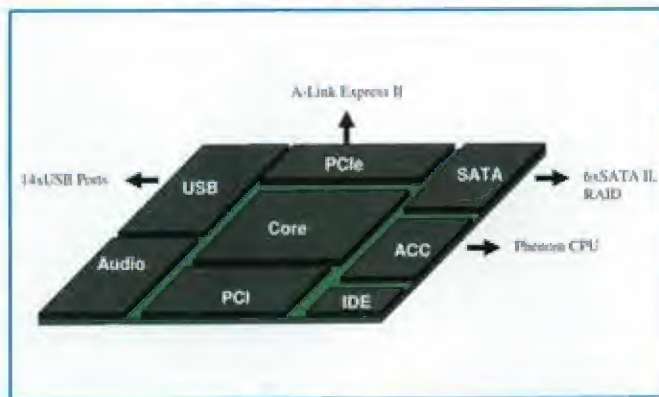 A-Link Express II
PCIe
SATA
14xUSB Ports
USB
6xSATA II,
RAID
Core
ACC
Phenom CPU
Audio
PCI
IDE